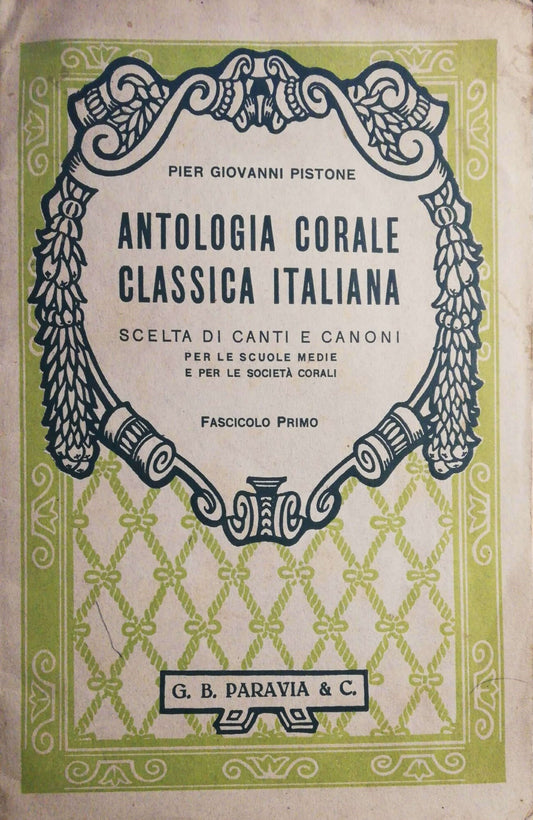 PIER GIOVANNI PISTONE
ANTOLOGIA CORALE
CLASSICA ITALIANA
SCELTA DI CANTI E CANONI
PER LE SCUOLE MEDIE
E PER LE SOCIETÀ CORALI
FASCICOLO PRIMO
G. B. PARAVIA & C.